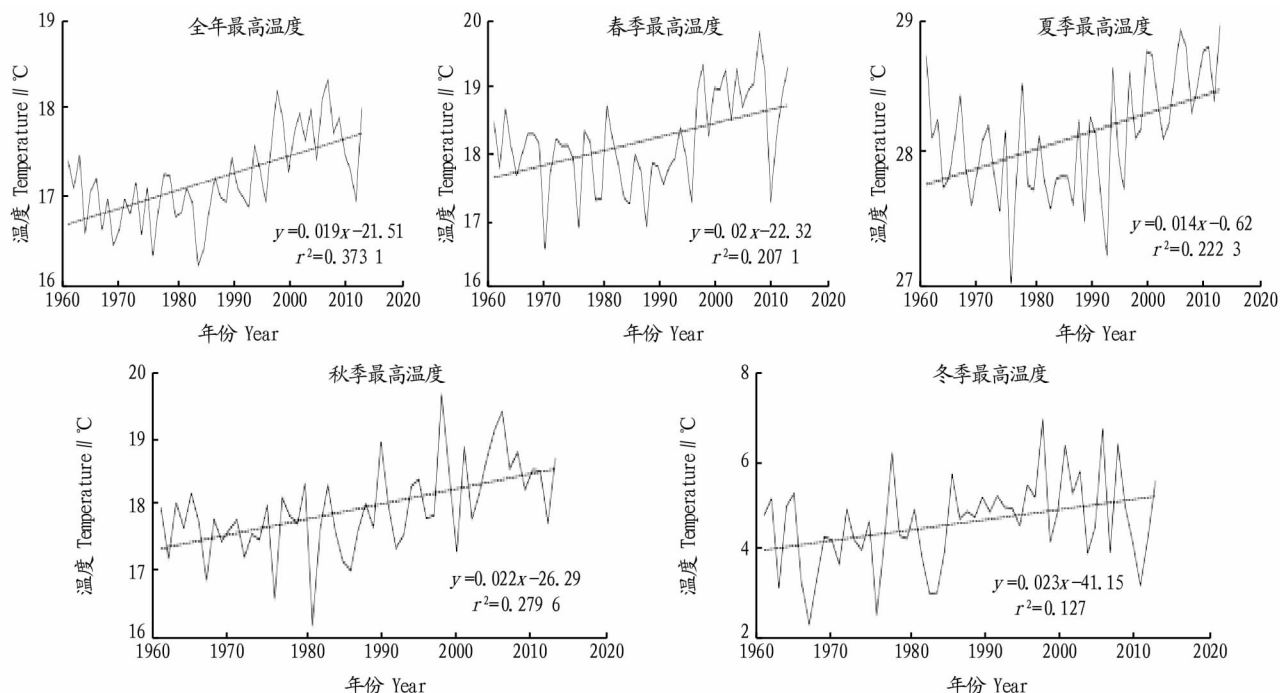 全年最高温度
19
18
17
16
温度 Temperature∥℃
y=0.019x−21.51
r²=0.373 1
1960 1970 1980 1990 2000 2010 2020
年份 Year
春季最高温度
20
19
18
17
16
温度 Temperature∥℃
y=0.02x−22.32
r²=0.207 1
1960 1970 1980 1990 2000 2010 2020
年份 Year
夏季最高温度
29
28
27
温度 Temperature∥℃
y=0.014x−0.62
r²=0.222 3
1960 1970 1980 1990 2000 2010 2020
年份 Year
秋季最高温度
20
19
18
17
16
温度 Temperature∥℃
y=0.022x−26.29
r²=0.279 6
1960 1970 1980 1990 2000 2010 2020
年份 Year
冬季最高温度
8
6
4
2
温度 Temperature∥℃
y=0.023x−41.15
r²=0.127
1960 1970 1980 1990 2000 2010 2020
年份 Year